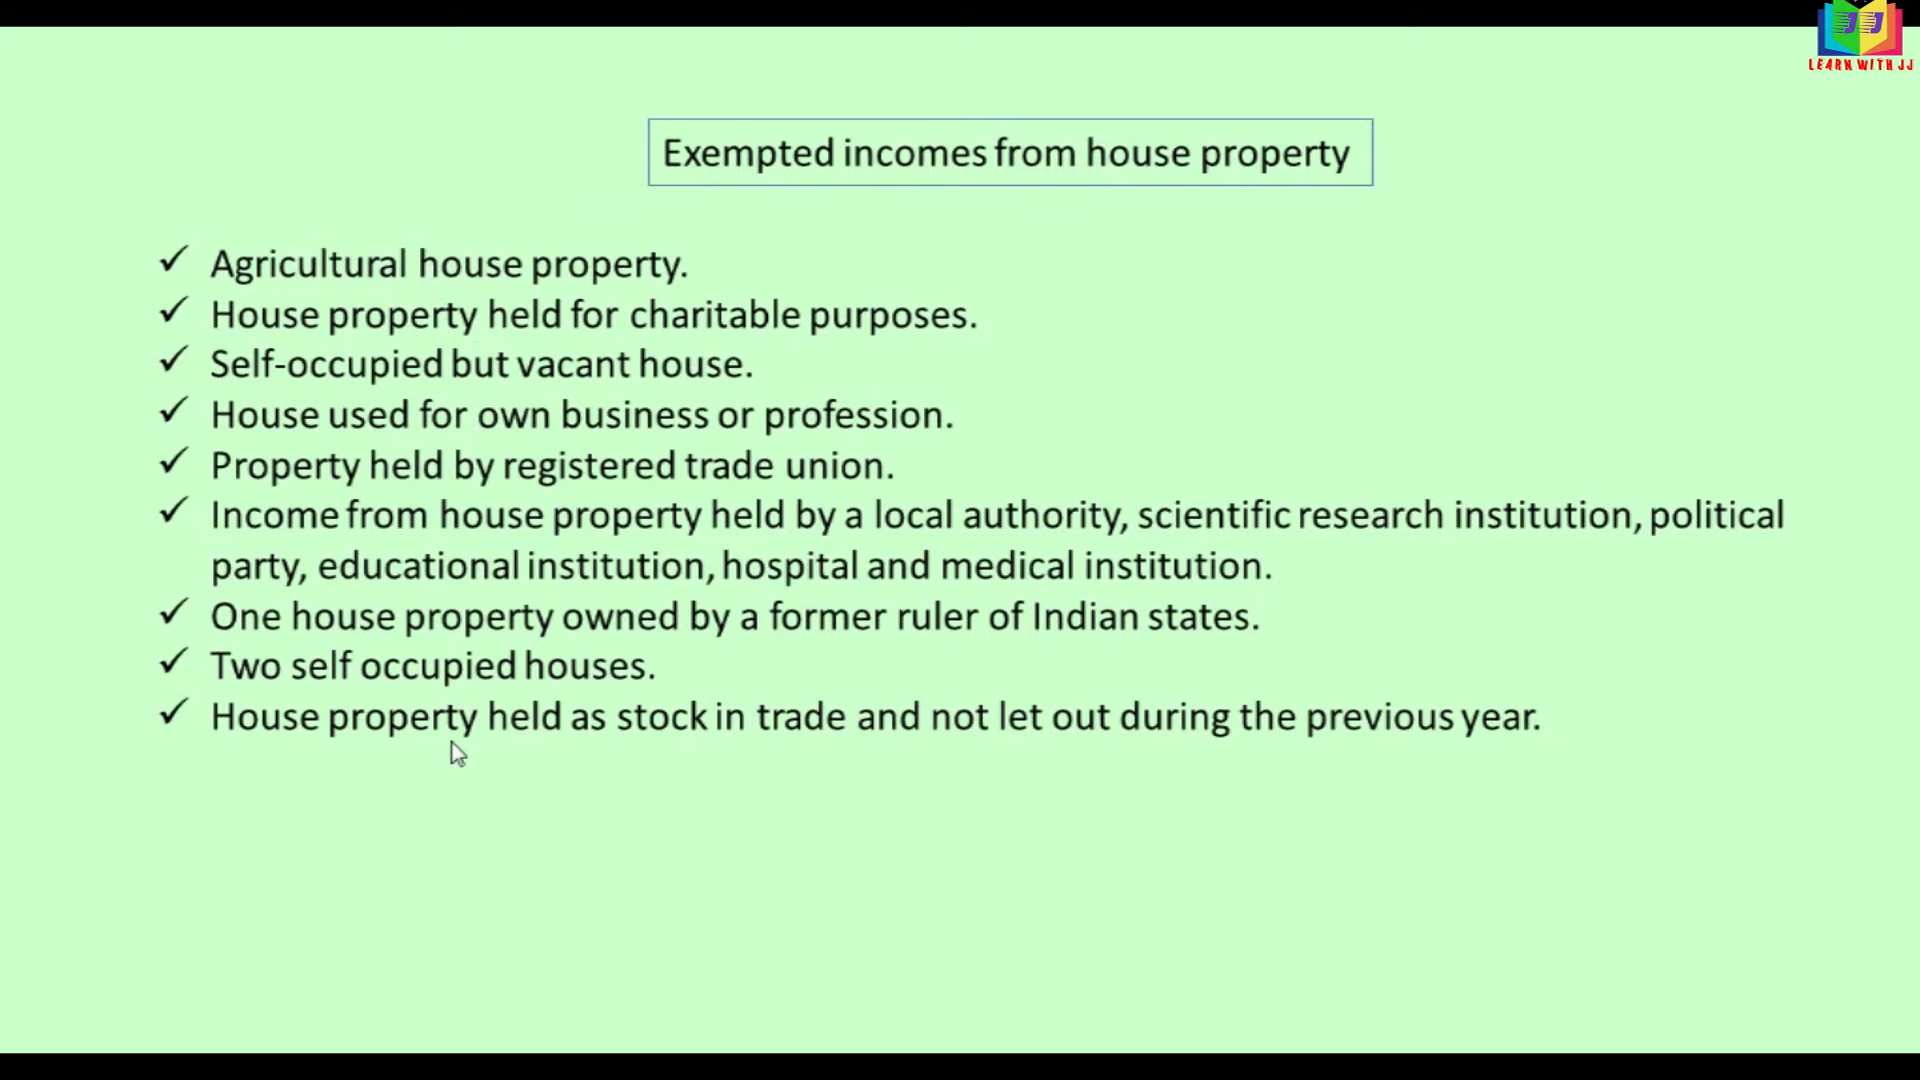 LEARN WITH JJ
Exempted incomes from house property
✓ Agricultural house property.
✓ House property held for charitable purposes.
✓ Self-occupied but vacant house.
✓ House used for own business or profession.
✓ Property held by registered trade union.
✓ Income from house property held by a local authority, scientific research institution, political
party, educational institution, hospital and medical institution.
✓ One house property owned by a former ruler of Indian states.
✓ Two self occupied houses.
✓ House property held as stock in trade and not let out during the previous year.